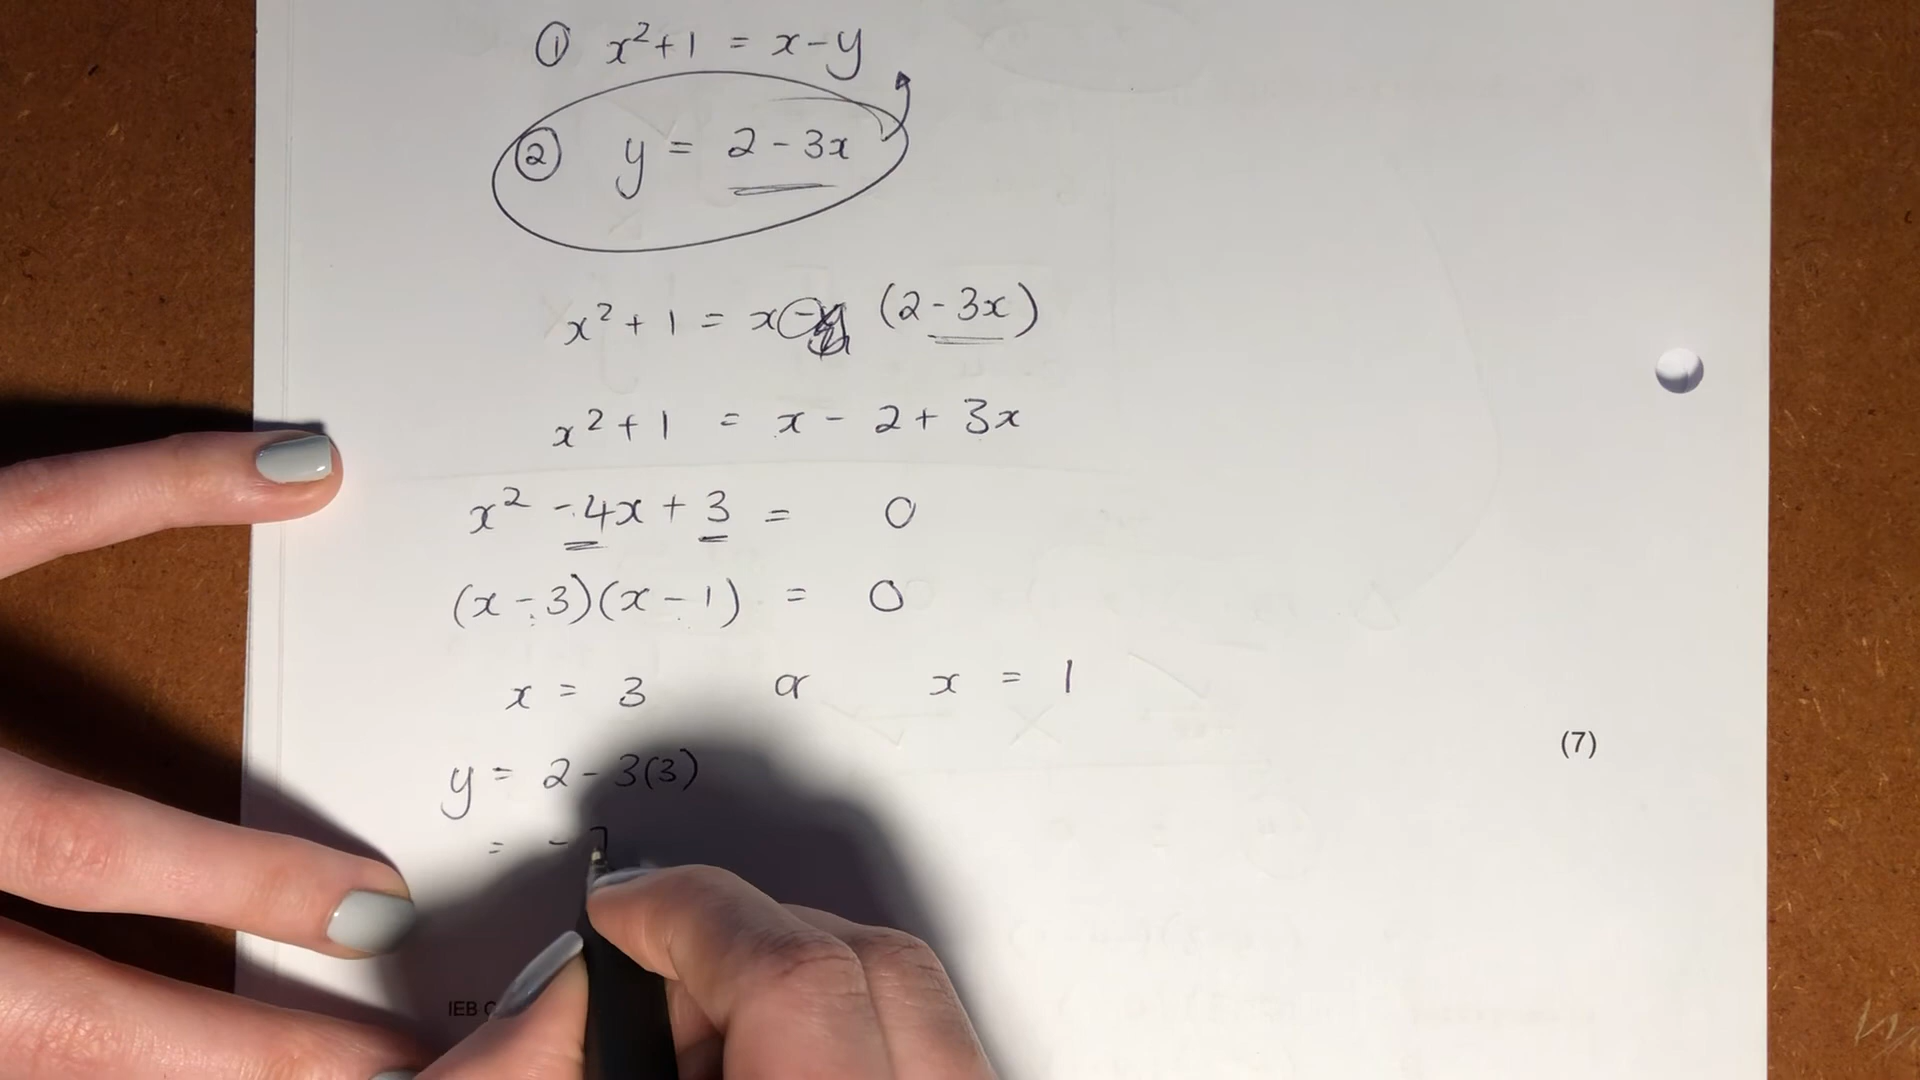 ① x² + 1 = x - y
② y = 2 - 3x
x² + 1 = x - (2 - 3x)
x² + 1 = x - 2 + 3x
x² - 4x + 3 = 0
(x - 3)(x - 1) = 0
x = 3 or x = 1
(7)
y = 2 - 3(3)
= - 7
IEB